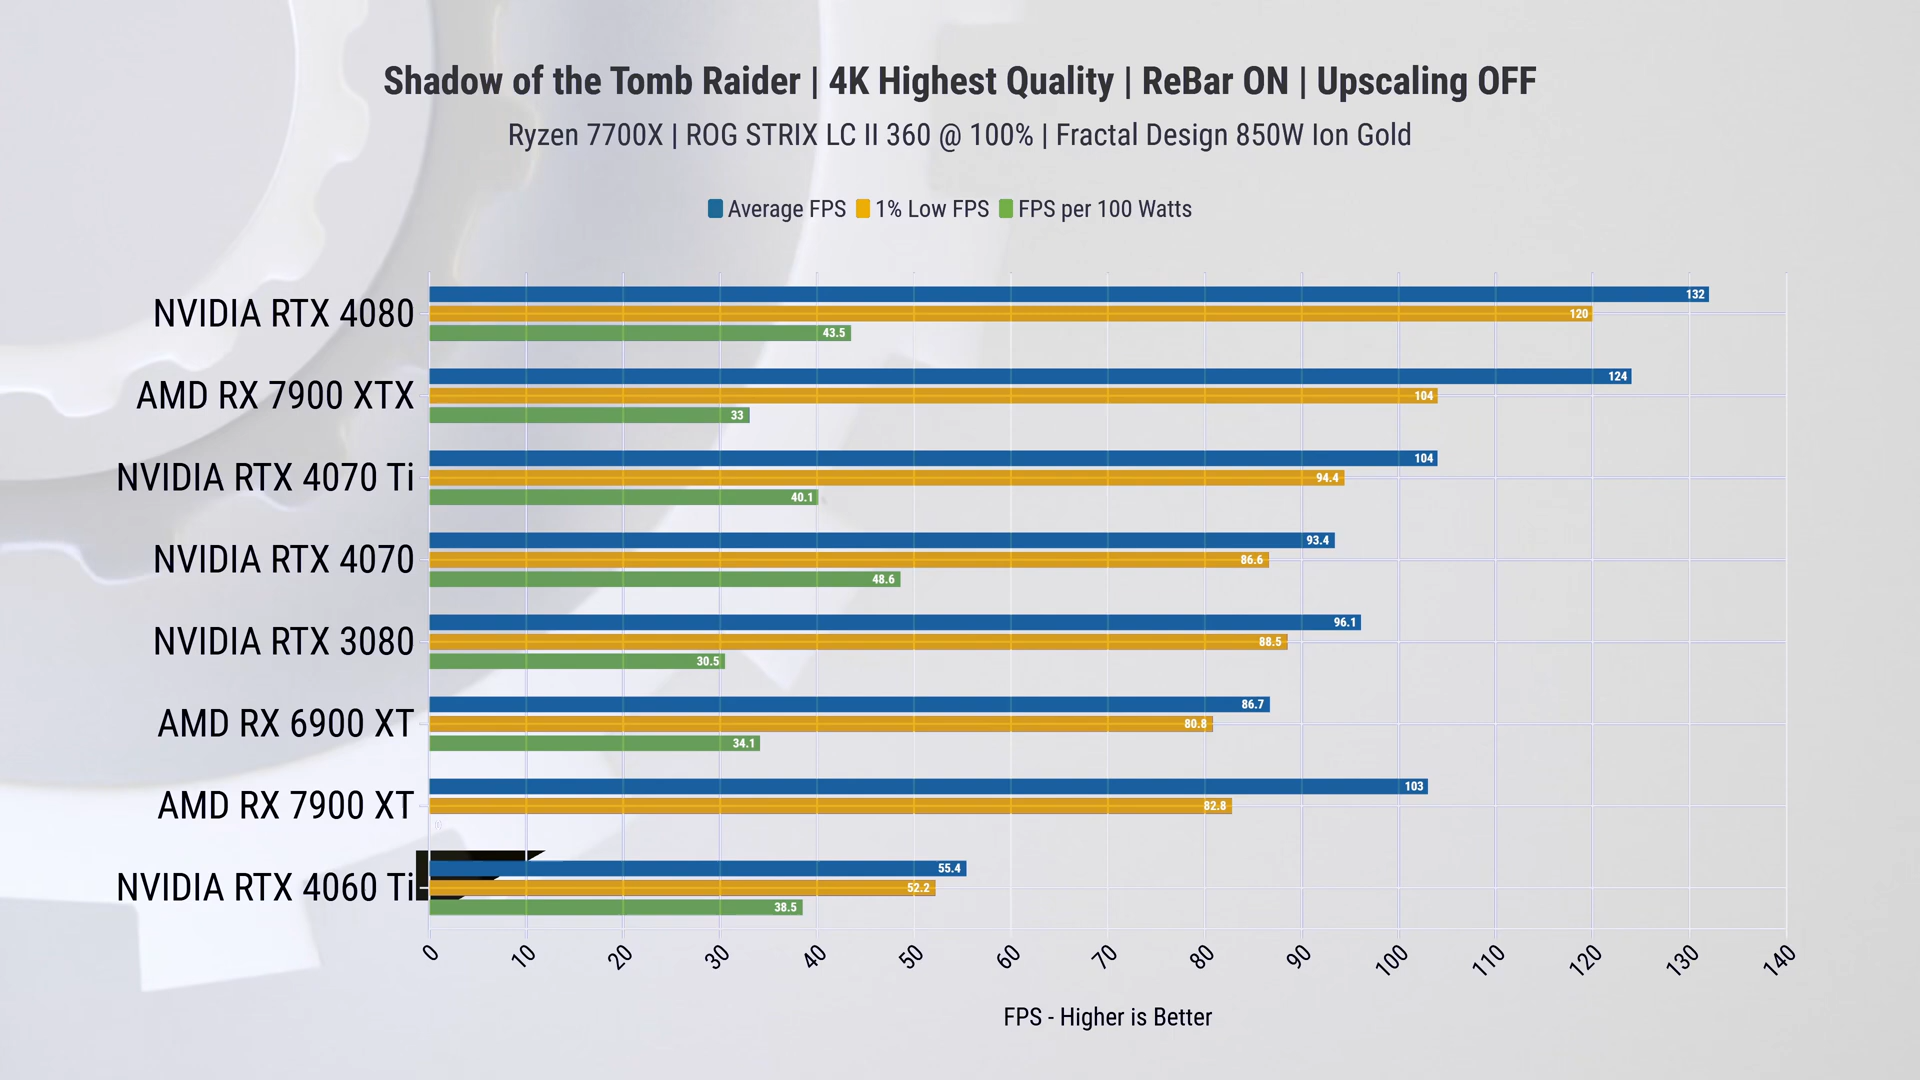 Shadow of the Tomb Raider | 4K Highest Quality | ReBar ON | Upscaling OFF
Ryzen 7700X | ROG STRIX LC II 360 @ 100% | Fractal Design 850W Ion Gold
Average FPS 1% Low FPS FPS per 100 Watts
132
NVIDIA RTX 4080 120
43.5
124
AMD RX 7900 XTX 104
33
104
NVIDIA RTX 4070 Ti 94.4
40.1
93.4
NVIDIA RTX 4070 86.6
48.6
96.1
NVIDIA RTX 3080 88.5
30.5
86.7
AMD RX 6900 XT 80.8
34.1
103
AMD RX 7900 XT 82.8
55.4
NVIDIA RTX 4060 Ti 52.2
38.5
0 10 20 30 40 50 60 70 80 90 100 110 120 130 140
FPS - Higher is Better